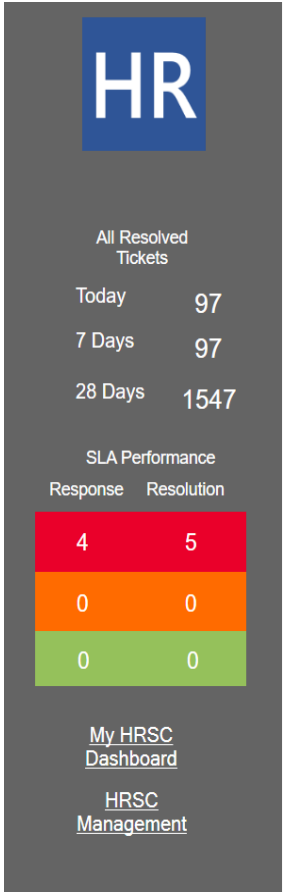 HR
All Resolved
Tickets
Today 97
7 Days 97
28 Days 1547
SLA Performance
Response Resolution
4 5
0 0
0 0
My HRSC
Dashboard
HRSC
Management